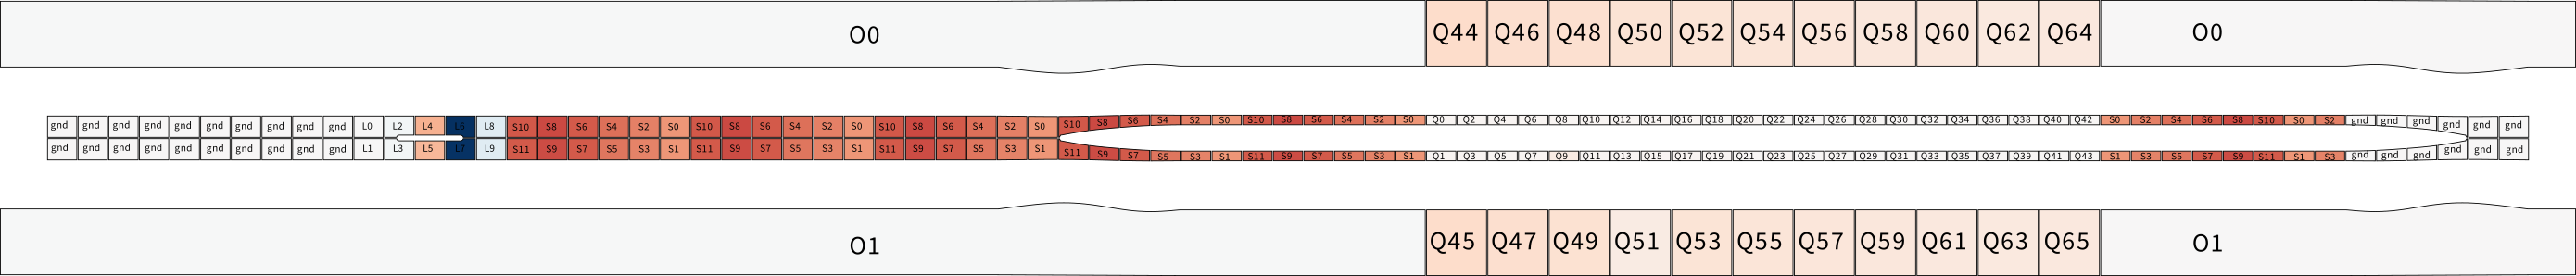 O0 Q44 Q46 Q48 Q50 Q52 Q54 Q56 Q58 Q60 Q62 Q64 O0
gnd gnd gnd gnd gnd gnd gnd gnd gnd gnd L0 L2 L4 L6 L8 S10 S8 S6 S4 S2 S0 S10 S8 S6 S4 S2 S0 S10 S8 S6 S4 S2 S0 S10 S8 S6 S4 S2 S0 S10 S8 S6 S4 S2 S0 Q0 Q2 Q4 Q6 Q8 Q10 Q12 Q14 Q16 Q18 Q20 Q22 Q24 Q26 Q28 Q30 Q32 Q34 Q36 Q38 Q40 Q42 S0 S2 S4 S6 S8 S10 S0 S2 gnd gnd gnd gnd gnd gnd
gnd gnd gnd gnd gnd gnd gnd gnd gnd gnd L1 L3 L5 L7 L9 S11 S9 S7 S5 S3 S1 S11 S9 S7 S5 S3 S1 S11 S9 S7 S5 S3 S1 S11 S9 S7 S5 S3 S1 S11 S9 S7 S5 S3 S1 Q1 Q3 Q5 Q7 Q9 Q11 Q13 Q15 Q17 Q19 Q21 Q23 Q25 Q27 Q29 Q31 Q33 Q35 Q37 Q39 Q41 Q43 S1 S3 S5 S7 S9 S11 S1 S3 gnd gnd gnd gnd gnd gnd
O1 Q45 Q47 Q49 Q51 Q53 Q55 Q57 Q59 Q61 Q63 Q65 O1